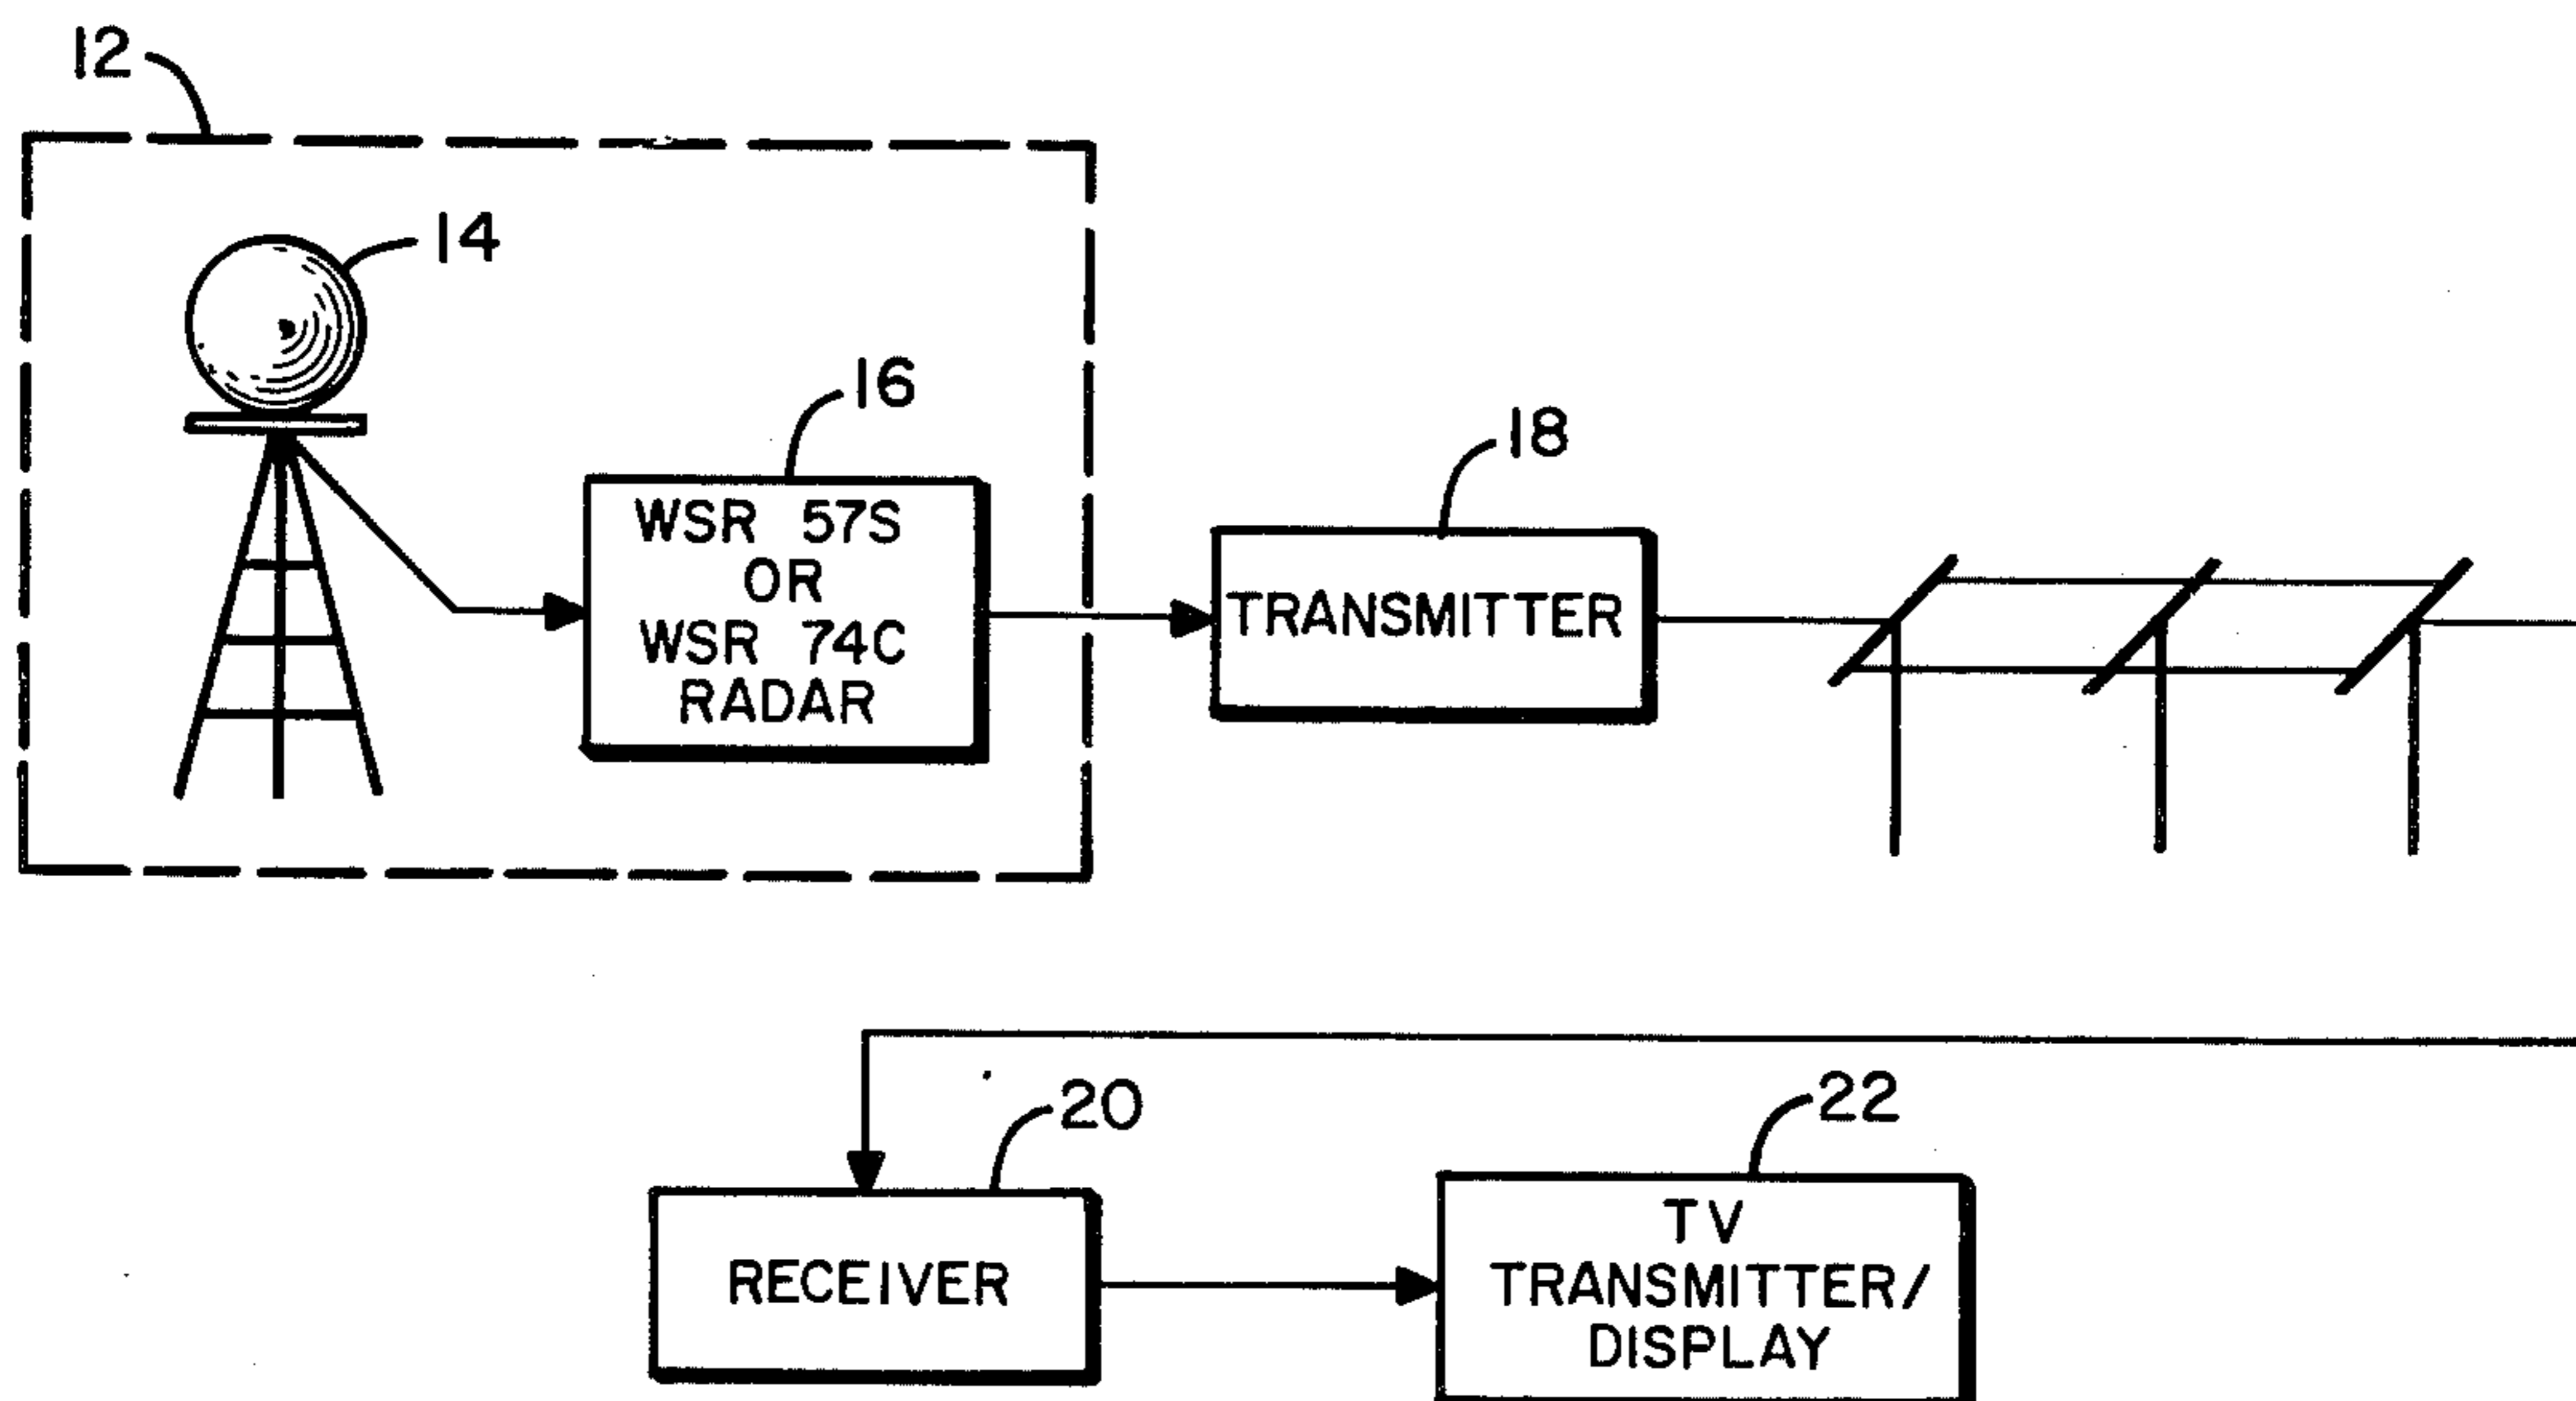 12
14
16
WSR 57S
OR
WSR 74C
RADAR
18
TRANSMITTER
20
RECEIVER
22
TV
TRANSMITTER/
DISPLAY